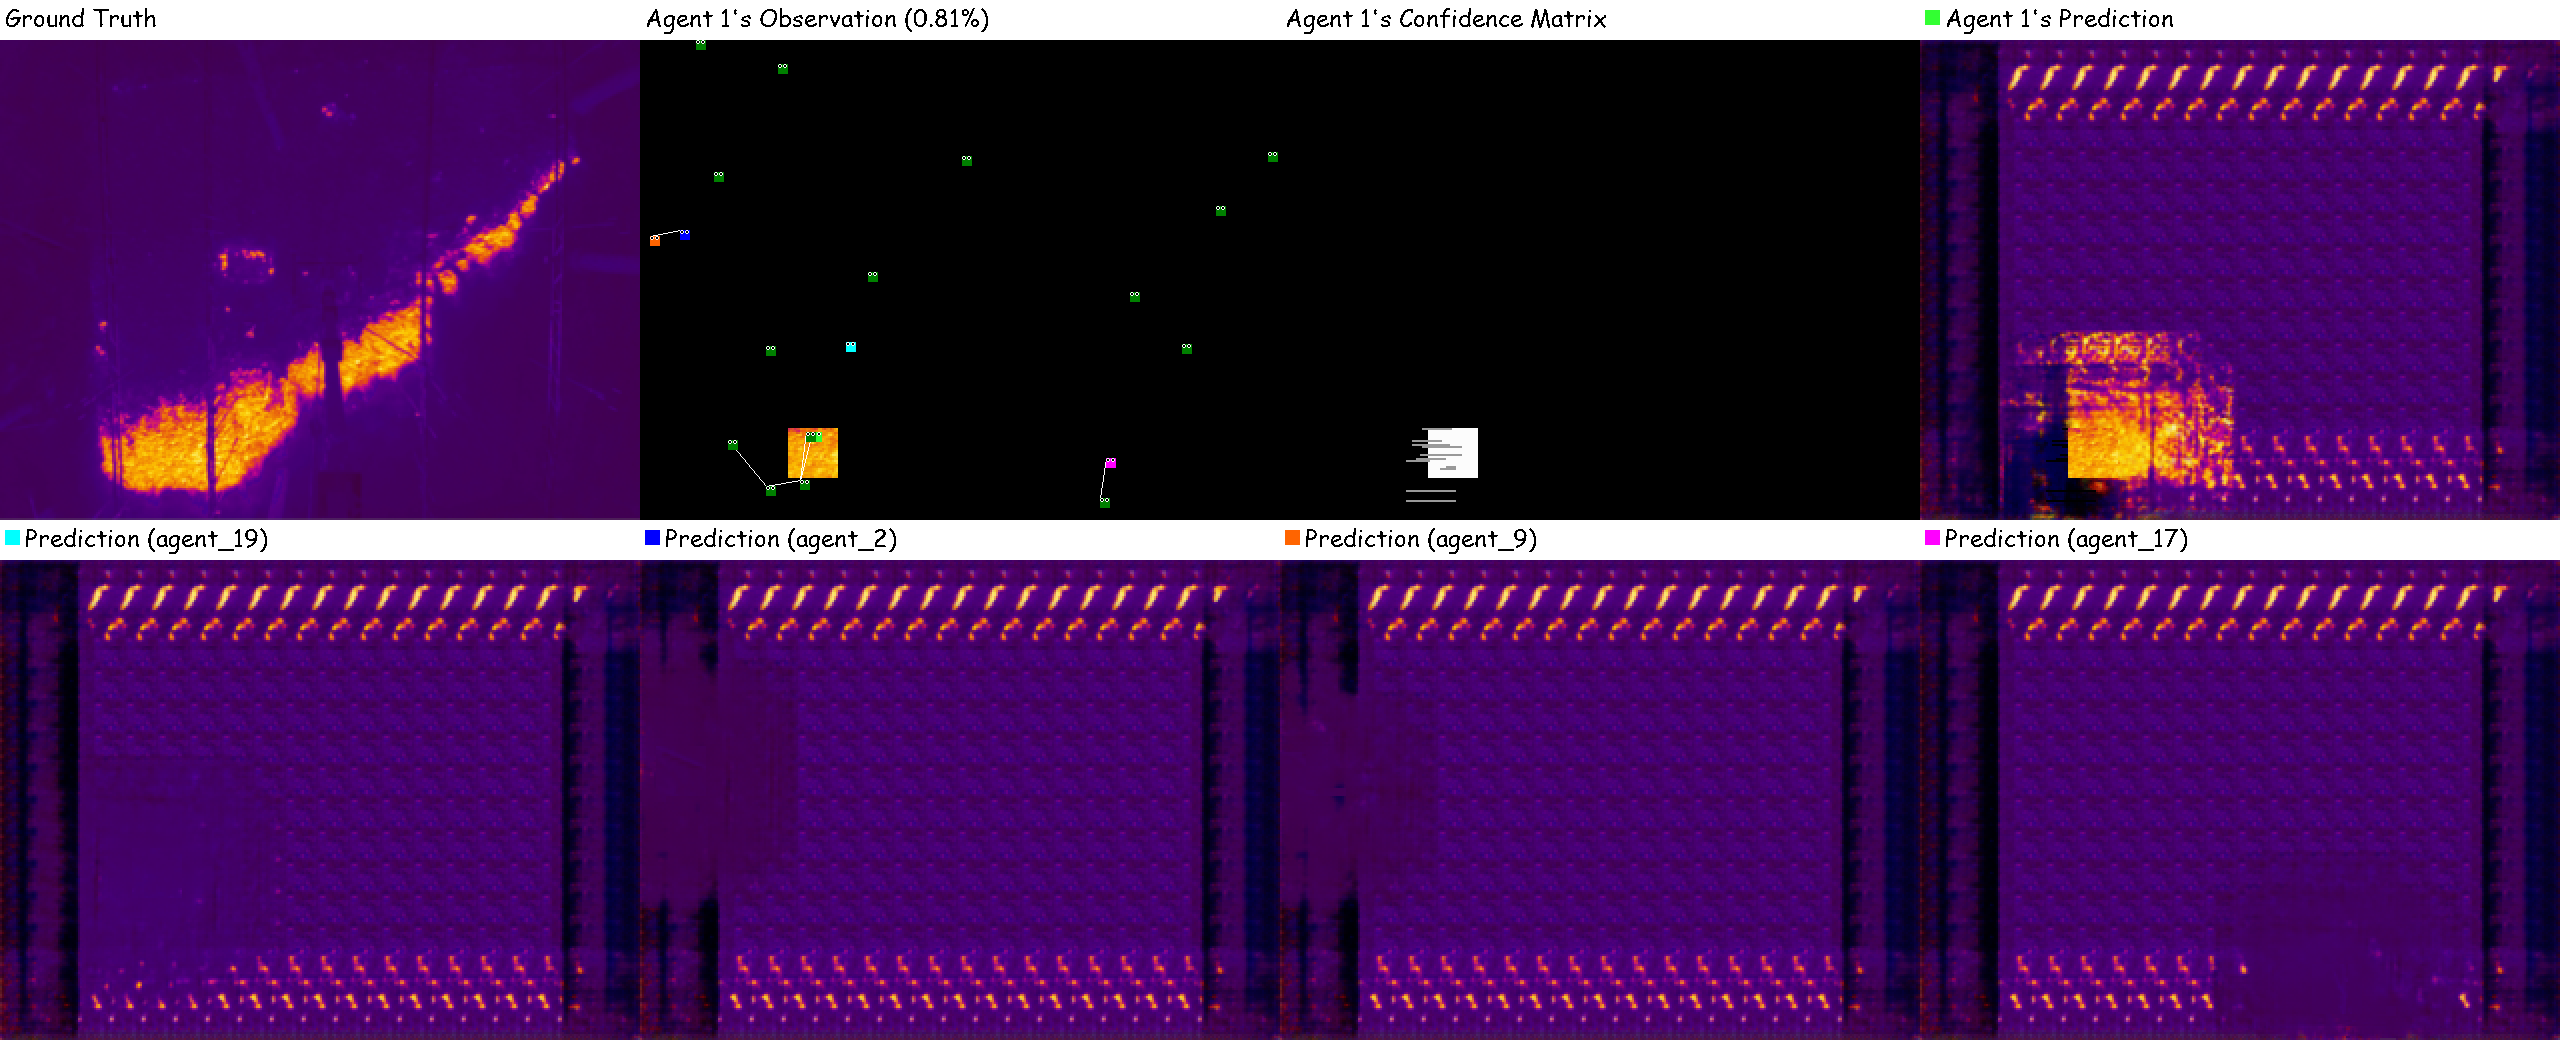 Ground Truth
Agent 1's Observation (0.81%)
Agent 1's Confidence Matrix
Agent 1's Prediction
Prediction (agent_19)
Prediction (agent_2)
Prediction (agent_9)
Prediction (agent_17)